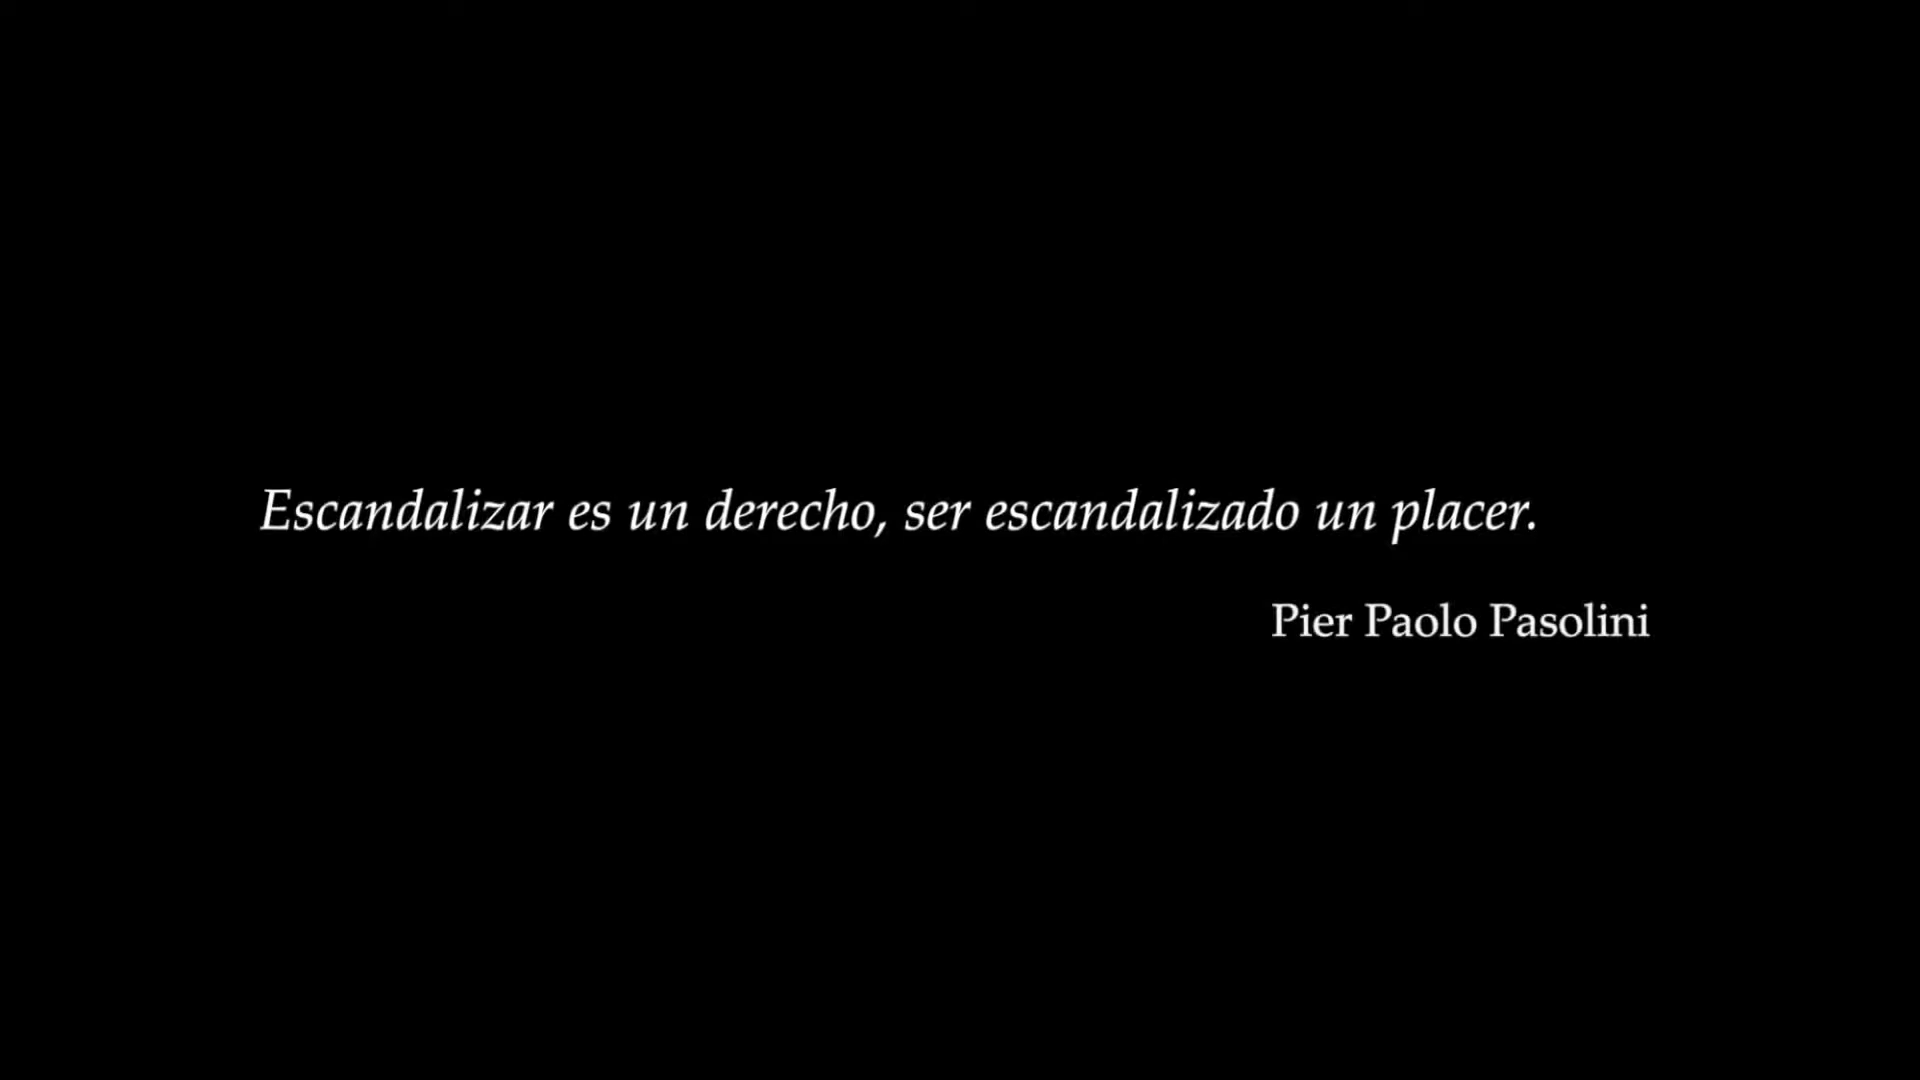 Escandalizar es un derecho, ser escandalizado un placer.
Pier Paolo Pasolini